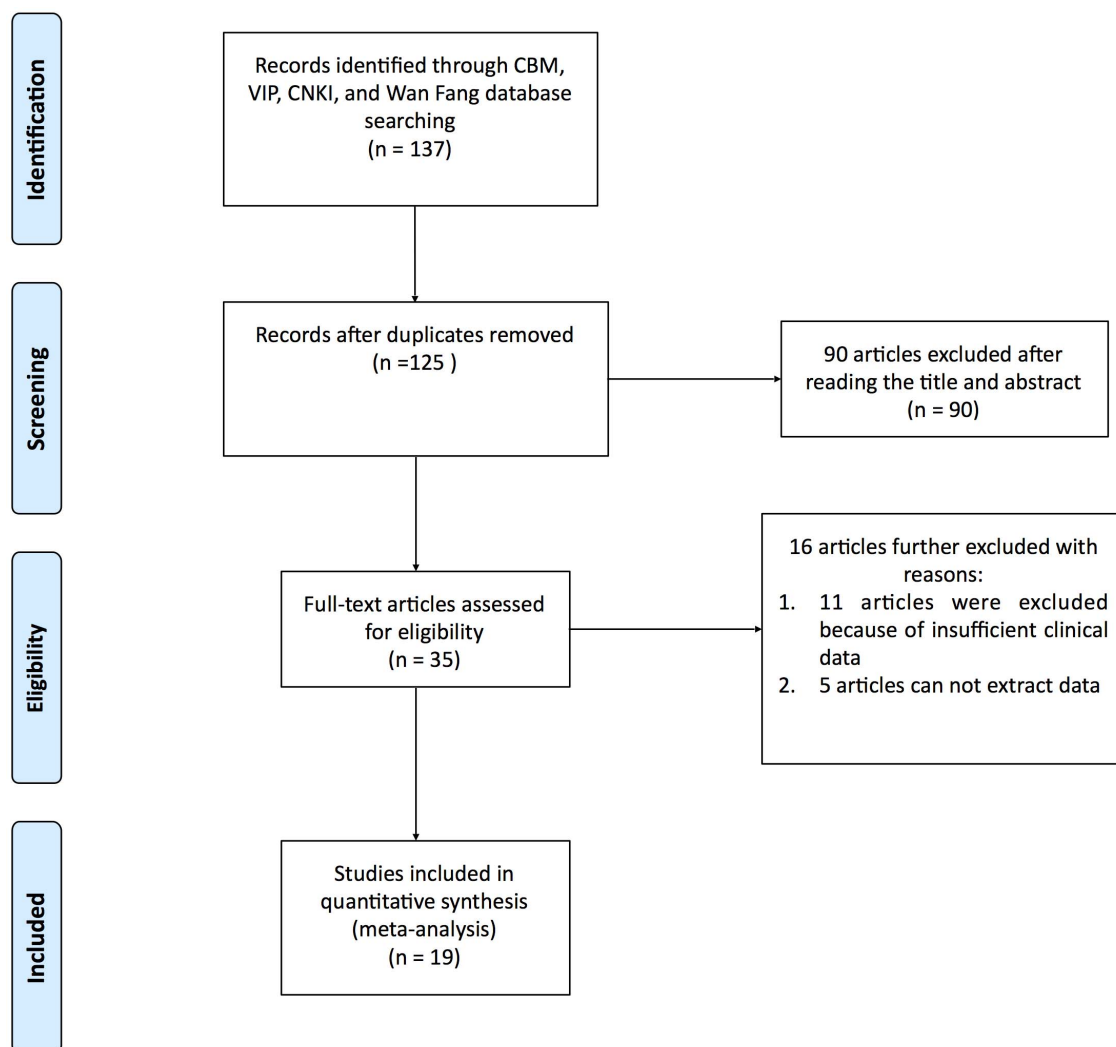 Identification
Records identified through CBM,
VIP, CNKI, and Wan Fang database
searching
(n = 137)
Screening
Records after duplicates removed
(n =125 )
90 articles excluded after
reading the title and abstract
(n = 90)
Eligibility
Full-text articles assessed
for eligibility
(n = 35)
16 articles further excluded with
reasons:
1. 11 articles were excluded
because of insufficient clinical
data
2. 5 articles can not extract data
Included
Studies included in
quantitative synthesis
(meta-analysis)
(n = 19)